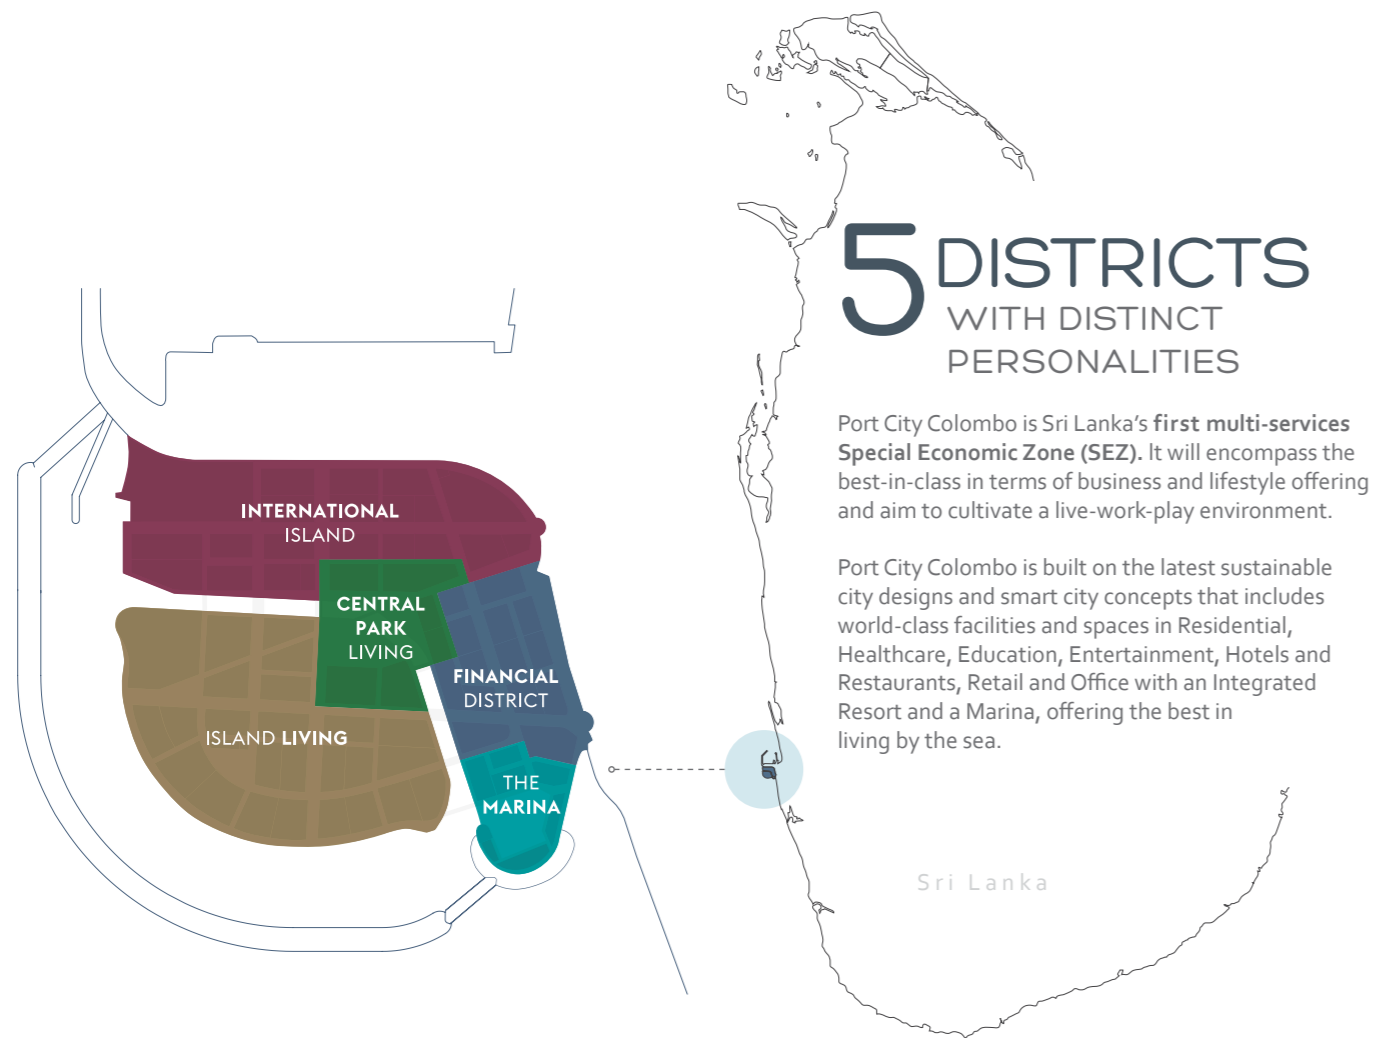 INTERNATIONAL
ISLAND
CENTRAL
PARK
LIVING
FINANCIAL
DISTRICT
ISLAND LIVING
THE
MARINA
5 DISTRICTS
WITH DISTINCT
PERSONALITIES
Port City Colombo is Sri Lanka’s first multi-services
Special Economic Zone (SEZ). It will encompass the
best-in-class in terms of business and lifestyle offering
and aim to cultivate a live-work-play environment.
Port City Colombo is built on the latest sustainable
city designs and smart city concepts that includes
world-class facilities and spaces in Residential,
Healthcare, Education, Entertainment, Hotels and
Restaurants, Retail and Office with an Integrated
Resort and a Marina, offering the best in
living by the sea.
Sri Lanka